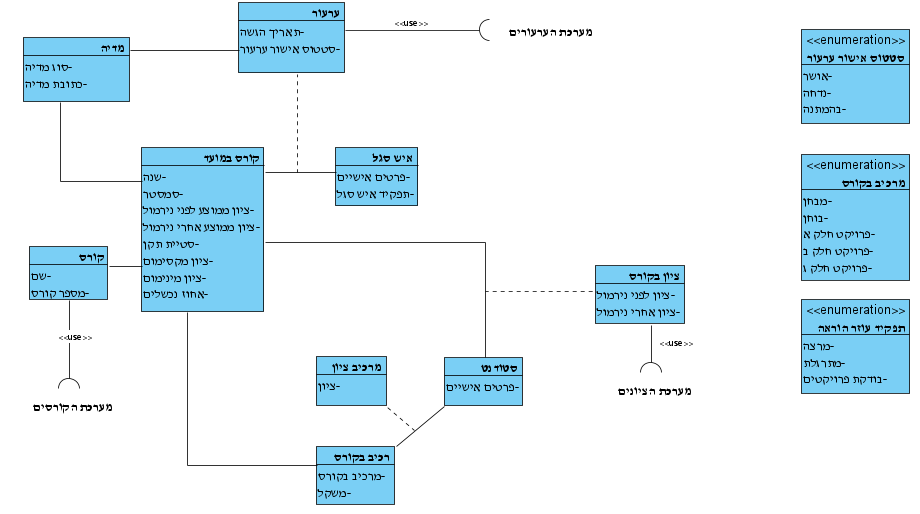 ערעור
-תאריך הגשה
-סטטוס אישור ערעור
<<use>>
מערכת הערעורים
מדיה
-סוג מדיה
-כתובת מדיה
קורס במועד
-שנה
-סמסטר
-ציון ממוצע לפני נירמול
-ציון ממוצע אחרי נירמול
-סטיית תקן
-ציון מקסימום
-ציון מינימום
-אחוז נכשלים
איש סגל
-פרטים אישיים
-תפקיד איש סגל
קורס
-שם
-מספר קורס
<<use>>
מערכת הקורסים
ציון בקורס
-ציון לפני נירמול
-ציון אחרי נירמול
<<use>>
מערכת הציונים
מרכיב ציון
-ציון
סטודנט
-פרטים אישיים
רכיב בקורס
-מרכיב בקורס
-משקל
<<enumeration>>
סטטוס אישור ערעור
-אושר
-נדחה
-בהמתנה
<<enumeration>>
מרכיב בקורס
-מבחן
-בוחן
-פרויקט חלק א
-פרויקט חלק ב
-פרויקט חלק ג
<<enumeration>>
תפקיד עוזר הוראה
-מרצה
-מתרגלת
-בודקת פרויקטים